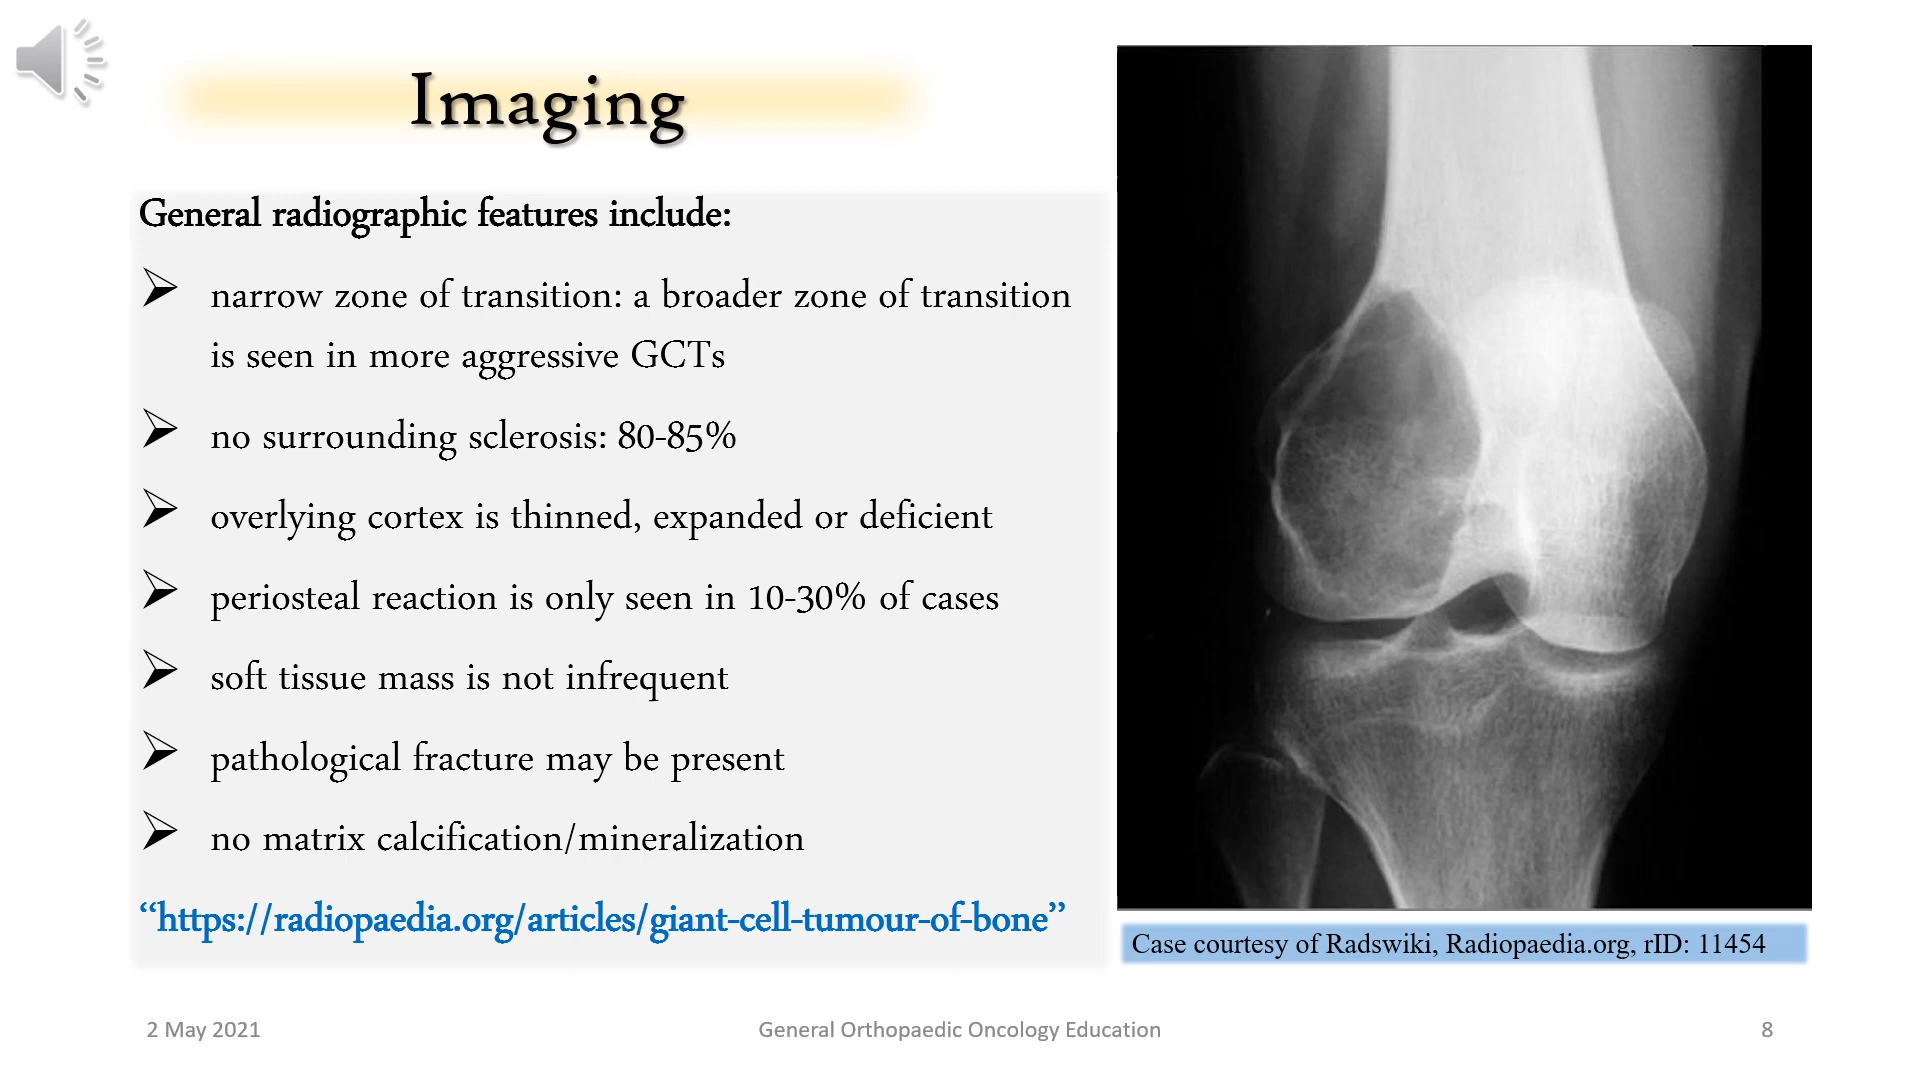 Imaging
General radiographic features include:
➢ narrow zone of transition: a broader zone of transition
is seen in more aggressive GCTs
➢ no surrounding sclerosis: 80-85%
➢ overlying cortex is thinned, expanded or deficient
➢ periosteal reaction is only seen in 10-30% of cases
➢ soft tissue mass is not infrequent
➢ pathological fracture may be present
➢ no matrix calcification/mineralization
“https://radiopaedia.org/articles/giant-cell-tumour-of-bone”
Case courtesy of Radswiki, Radiopaedia.org, rID: 11454
2 May 2021
General Orthopaedic Oncology Education
8